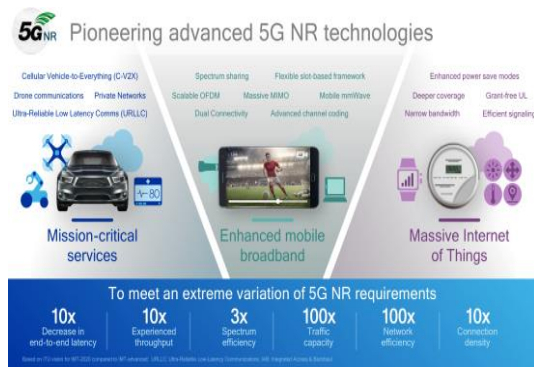 5G NR
Pioneering advanced 5G NR technologies
Cellular Vehicle-to-Everything (C-V2X)
Drone communications Private Networks
Ultra-Reliable Low Latency Comms (URLLC)
Spectrum sharing Flexible slot-based framework
Scalable OFDM Massive MIMO Mobile mmWave
Dual Connectivity Advanced channel coding
Enhanced power save modes
Deeper coverage Grant-free UL
Narrow bandwidth Efficient signaling
80
Mission-critical
services
Enhanced mobile
broadband
Massive Internet
of Things
To meet an extreme variation of 5G NR requirements
10x
Decrease in
end-to-end latency
10x
Experienced
throughput
3x
Spectrum
efficiency
100x
Traffic
capacity
100x
Network
efficiency
10x
Connection
density